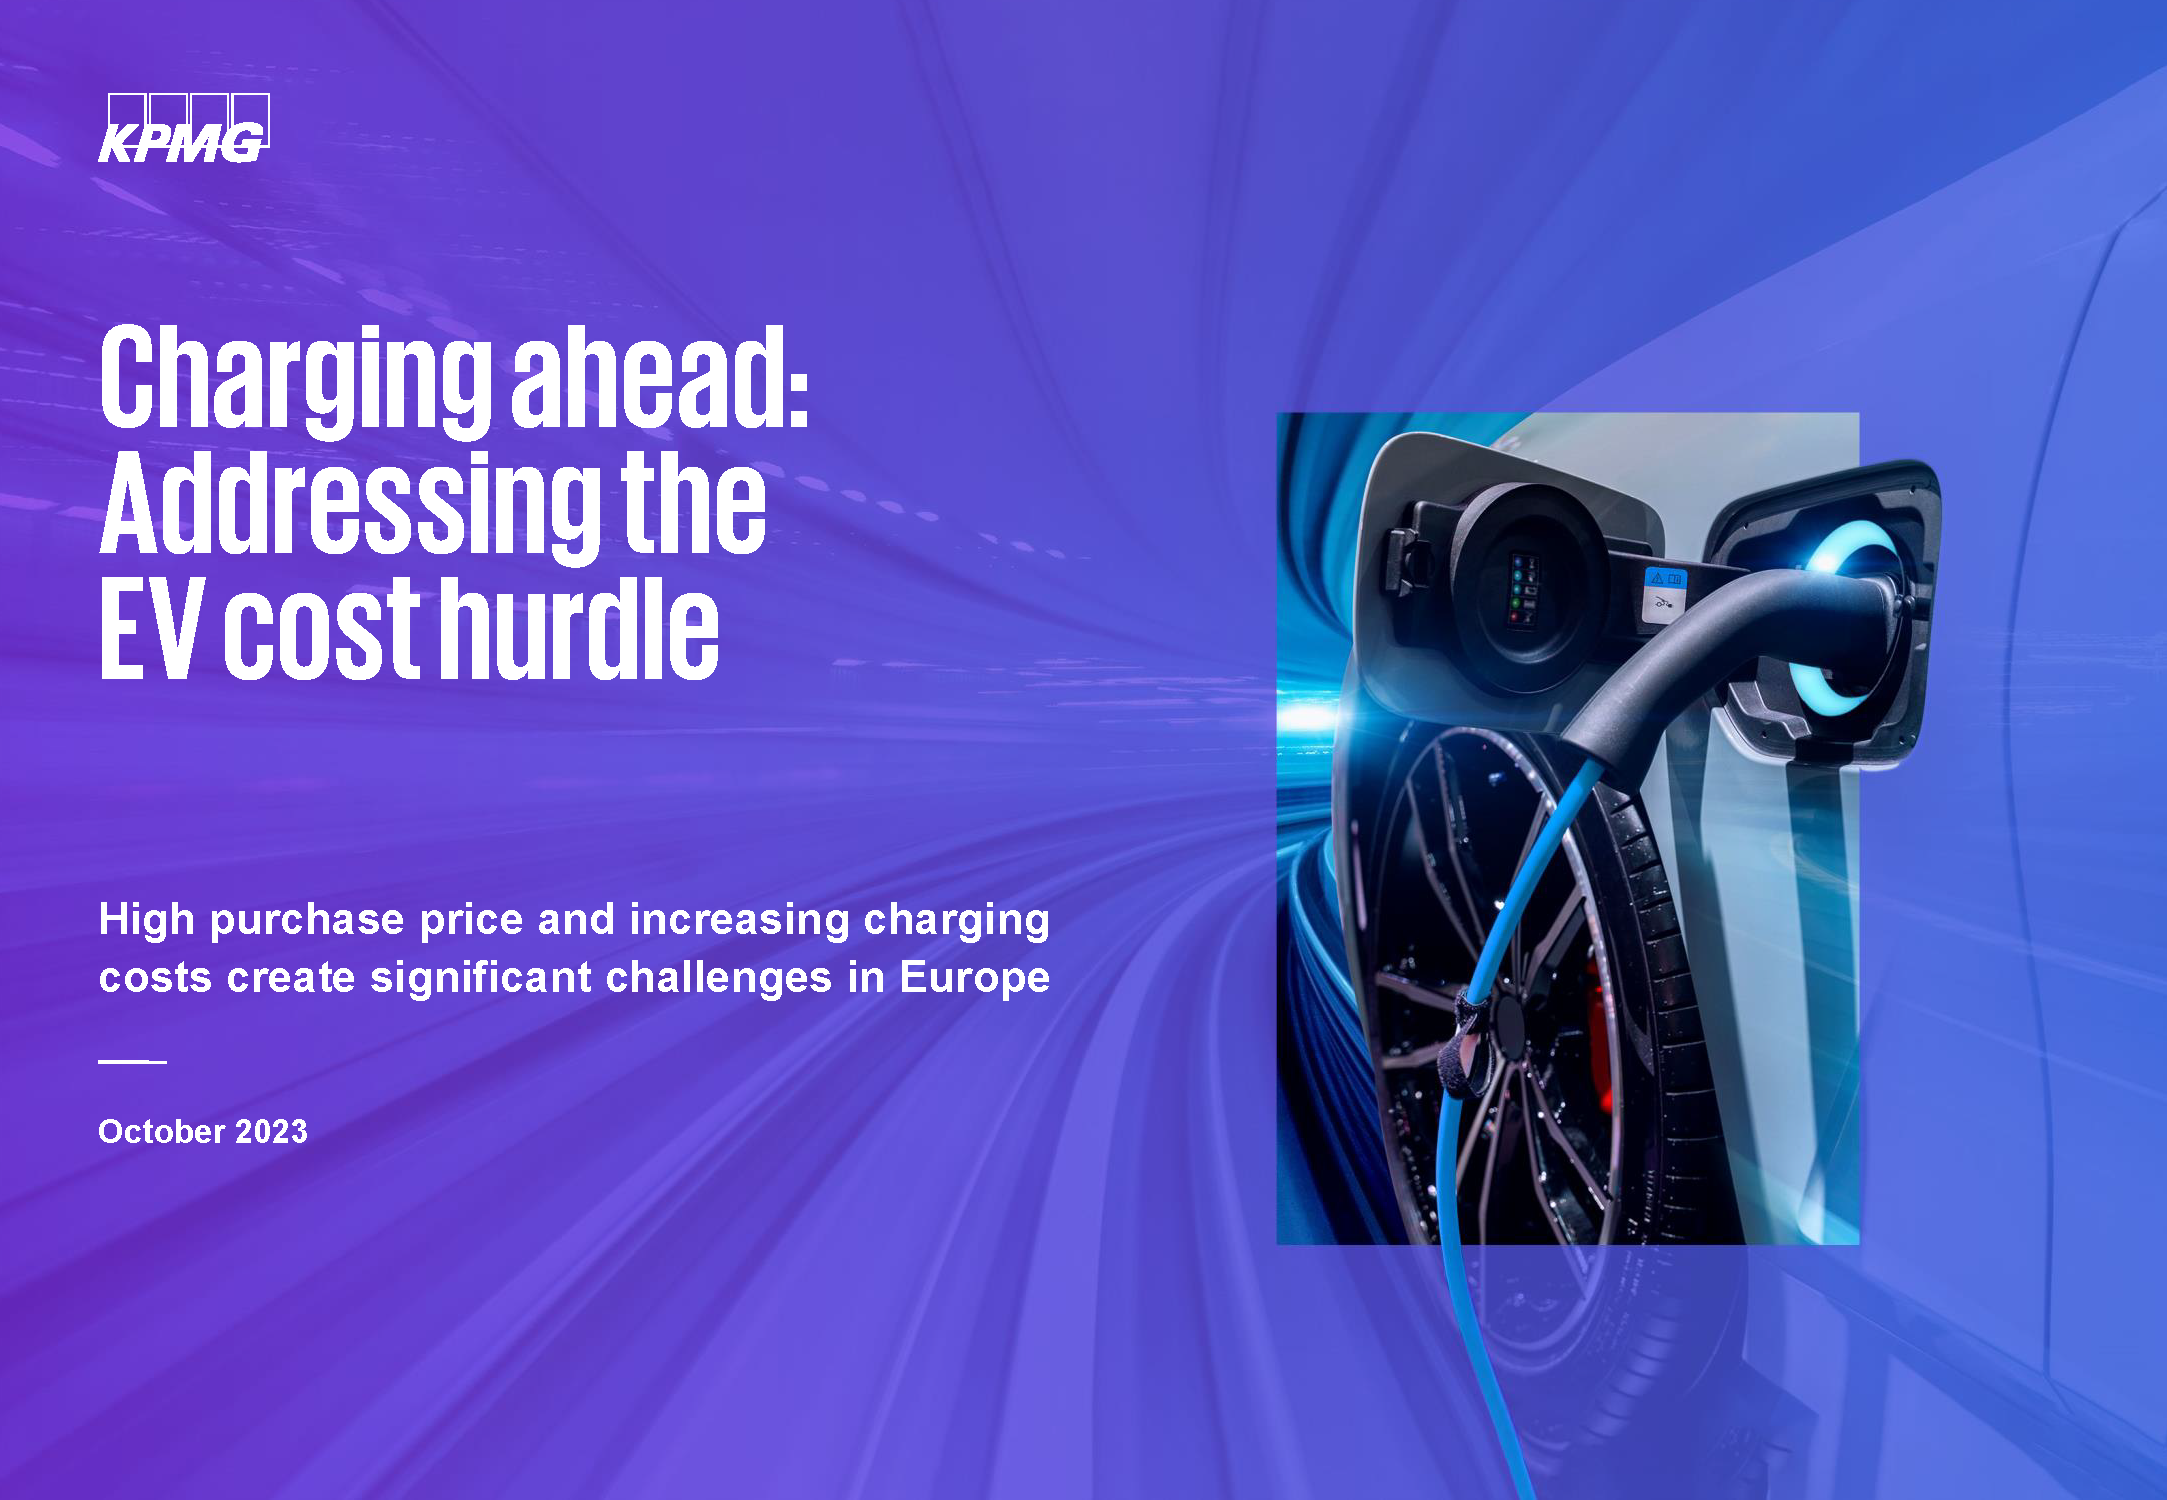 KPMG
Charging ahead:
Addressing the
EV cost hurdle
High purchase price and increasing charging
costs create significant challenges in Europe
October 2023